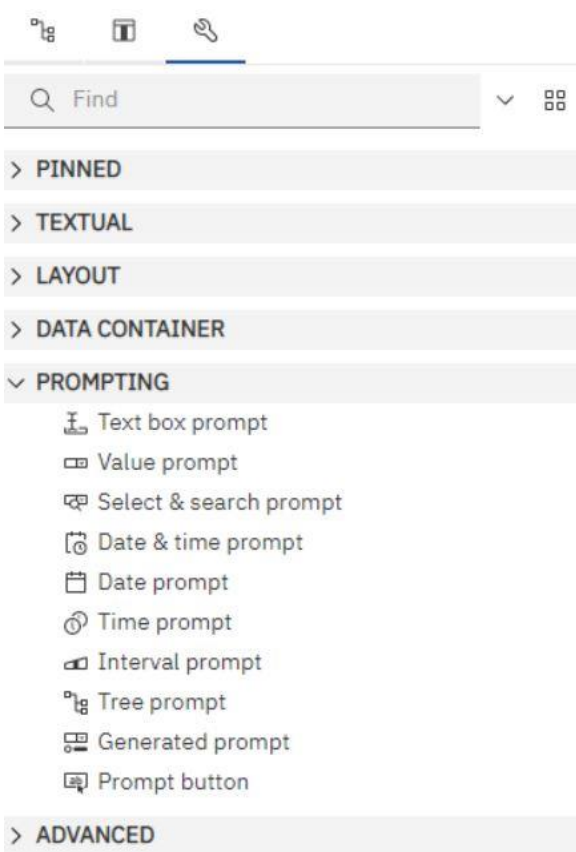 Find
PINNED
TEXTUAL
LAYOUT
DATA CONTAINER
PROMPTING
Text box prompt
Value prompt
Select & search prompt
Date & time prompt
Date prompt
Time prompt
Interval prompt
Tree prompt
Generated prompt
Prompt button
ADVANCED